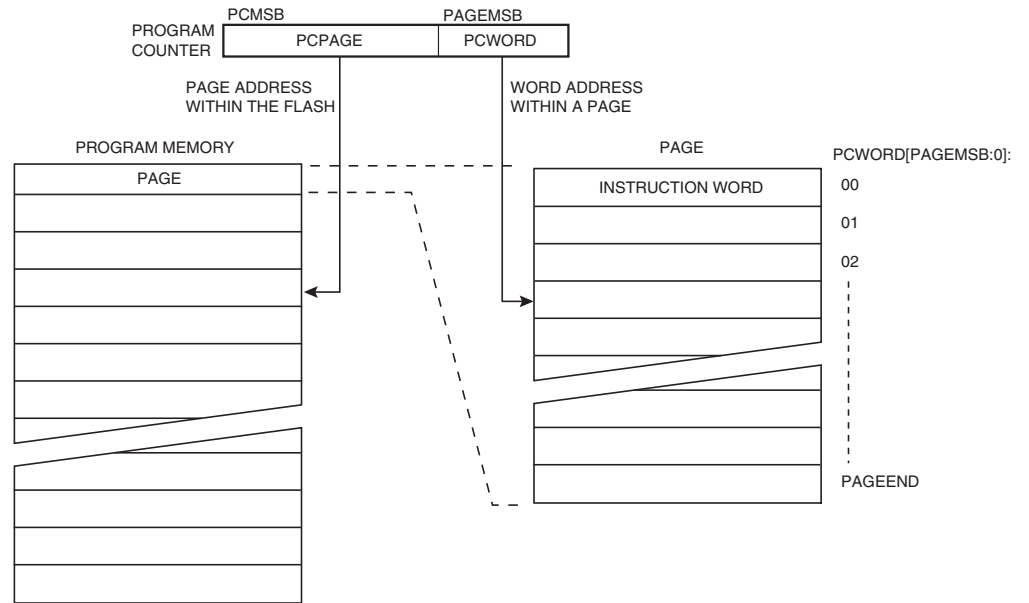 PCMSB
PAGEMSB
PROGRAM
COUNTER
PCPAGE
PCWORD
PAGE ADDRESS
WITHIN THE FLASH
WORD ADDRESS
WITHIN A PAGE
PROGRAM MEMORY
PAGE
PAGE
PCWORD[PAGEMSB:0]:
INSTRUCTION WORD
00
01
02
PAGEEND